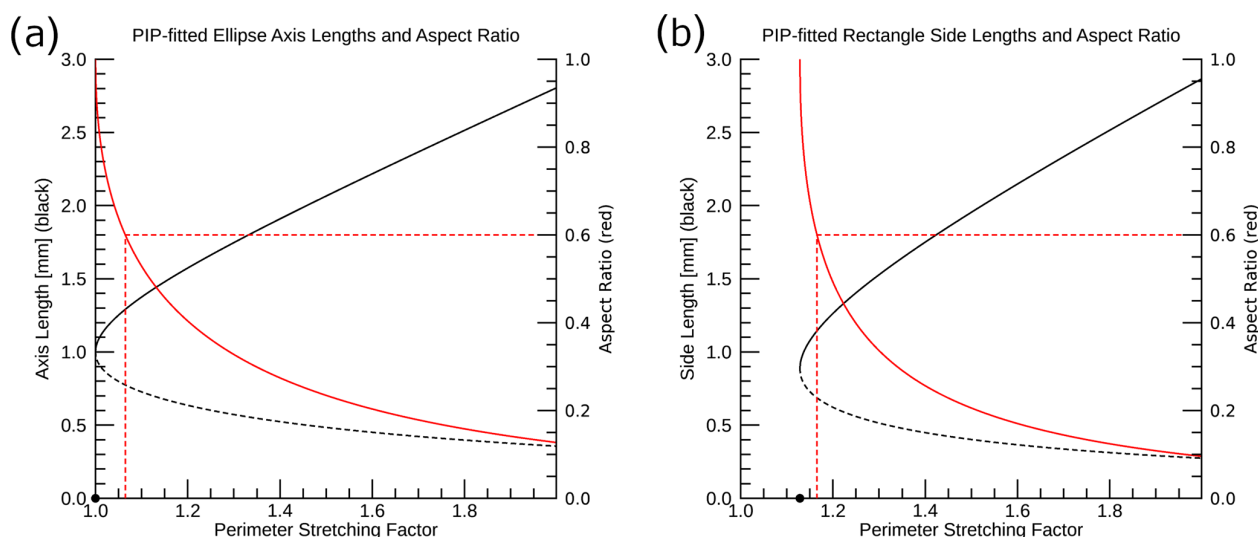 (a)
PIP-fitted Ellipse Axis Lengths and Aspect Ratio
3.0
2.5
2.0
1.5
1.0
0.5
0.0
Axis Length [mm] (black)
1.0
0.8
0.6
0.4
0.2
0.0
Aspect Ratio (red)
1.0 1.2 1.4 1.6 1.8
Perimeter Stretching Factor
(b)
PIP-fitted Rectangle Side Lengths and Aspect Ratio
3.0
2.5
2.0
1.5
1.0
0.5
0.0
Side Length [mm] (black)
1.0
0.8
0.6
0.4
0.2
0.0
Aspect Ratio (red)
1.0 1.2 1.4 1.6 1.8
Perimeter Stretching Factor